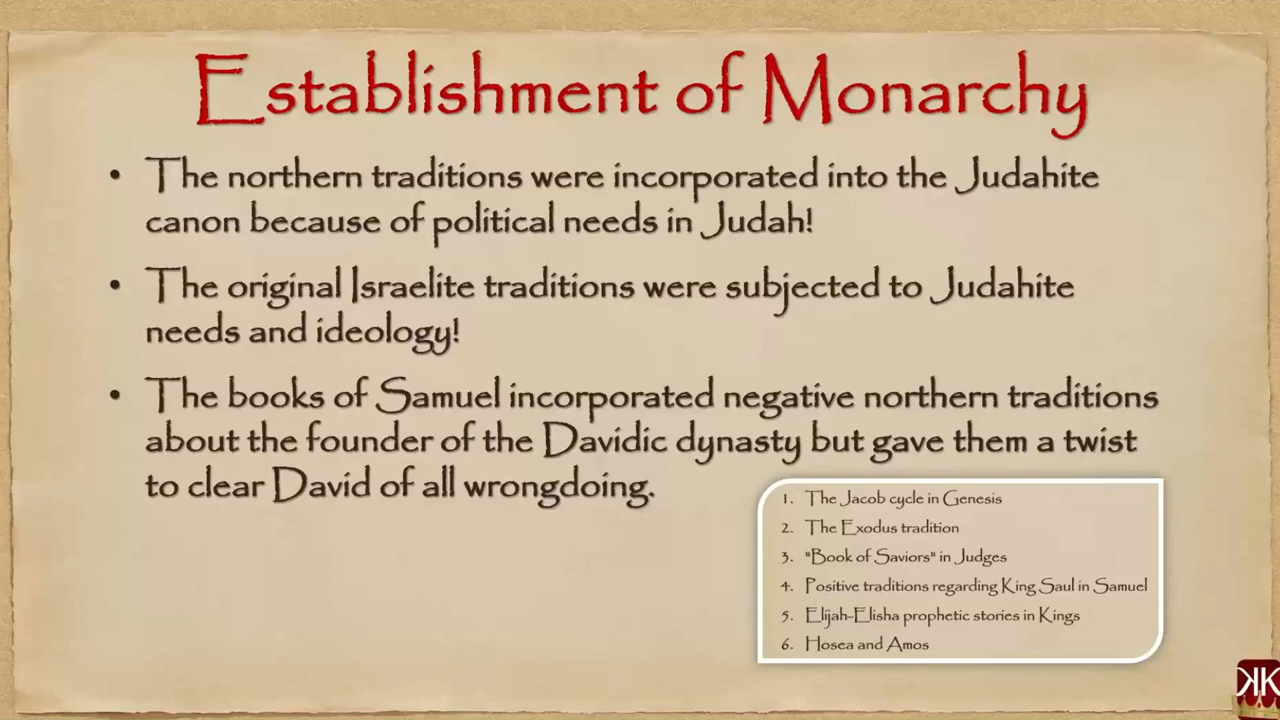 Establishment of Monarchy
• The northern traditions were incorporated into the Judahite
canon because of political needs in Judah!
• The original Israelite traditions were subjected to Judahite
needs and ideology!
• The books of Samuel incorporated negative northern traditions
about the founder of the Davidic dynasty but gave them a twist
to clear David of all wrongdoing.
1. The Jacob cycle in Genesis
2. The Exodus tradition
3. "Book of Saviors" in Judges
4. Positive traditions regarding King Saul in Samuel
5. Elijah-Elisha prophetic stories in Kings
6. Hosea and Amos
KK